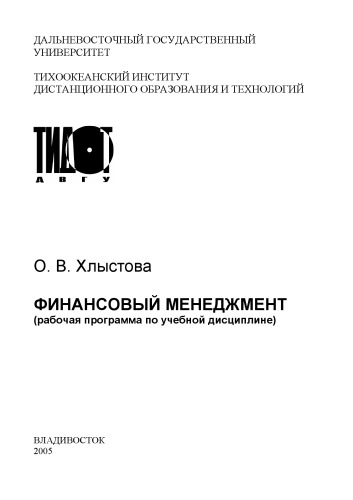 ДАЛЬНЕВОСТОЧНЫЙ ГОСУДАРСТВЕННЫЙ
УНИВЕРСИТЕТ
ТИХООКЕАНСКИЙ ИНСТИТУТ
ДИСТАНЦИОННОГО ОБРАЗОВАНИЯ И ТЕХНОЛОГИЙ
ТИДОТ
ДВГУ
О. В. Хлыстова
ФИНАНСОВЫЙ МЕНЕДЖМЕНТ
(рабочая программа по учебной дисциплине)
ВЛАДИВОСТОК
2005